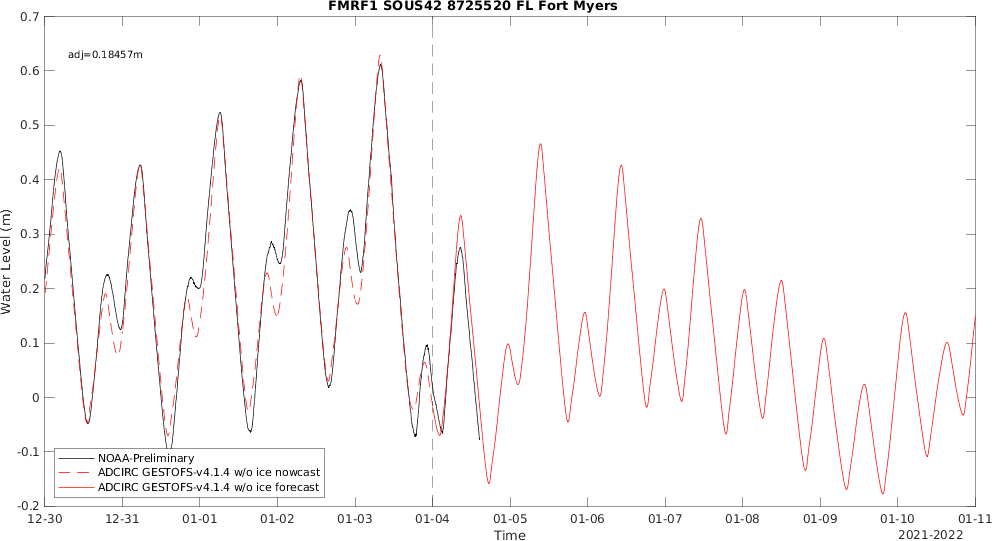 FMRF1 SOUS42 8725520 FL Fort Myers
0.7
adj=0.18457m
0.6
0.5
0.4
0.3
0.2
0.1
0
-0.1
-0.2
Water Level (m)
NOAA-Preliminary
ADCIRC GESTOFS-v4.1.4 w/o ice nowcast
ADCIRC GESTOFS-v4.1.4 w/o ice forecast
12-30 12-31 01-01 01-02 01-03 01-04 01-05 01-06 01-07 01-08 01-09 01-10 01-11
Time
2021-2022